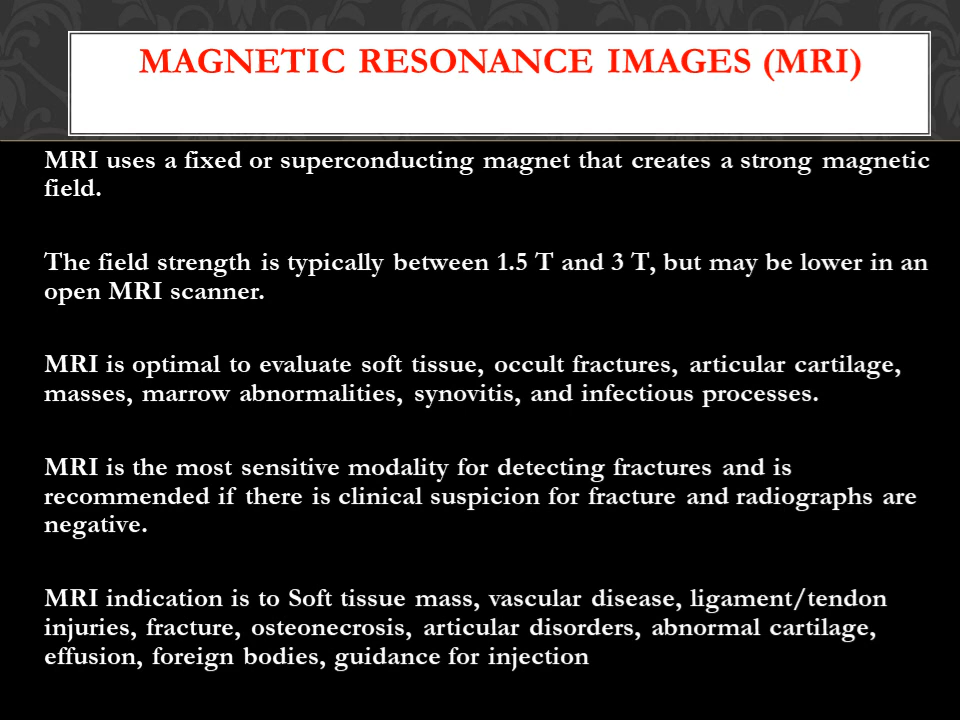 MAGNETIC RESONANCE IMAGES (MRI)
MRI uses a fixed or superconducting magnet that creates a strong magnetic
field.
The field strength is typically between 1.5 T and 3 T, but may be lower in an
open MRI scanner.
MRI is optimal to evaluate soft tissue, occult fractures, articular cartilage,
masses, marrow abnormalities, synovitis, and infectious processes.
MRI is the most sensitive modality for detecting fractures and is
recommended if there is clinical suspicion for fracture and radiographs are
negative.
MRI indication is to Soft tissue mass, vascular disease, ligament/tendon
injuries, fracture, osteonecrosis, articular disorders, abnormal cartilage,
effusion, foreign bodies, guidance for injection